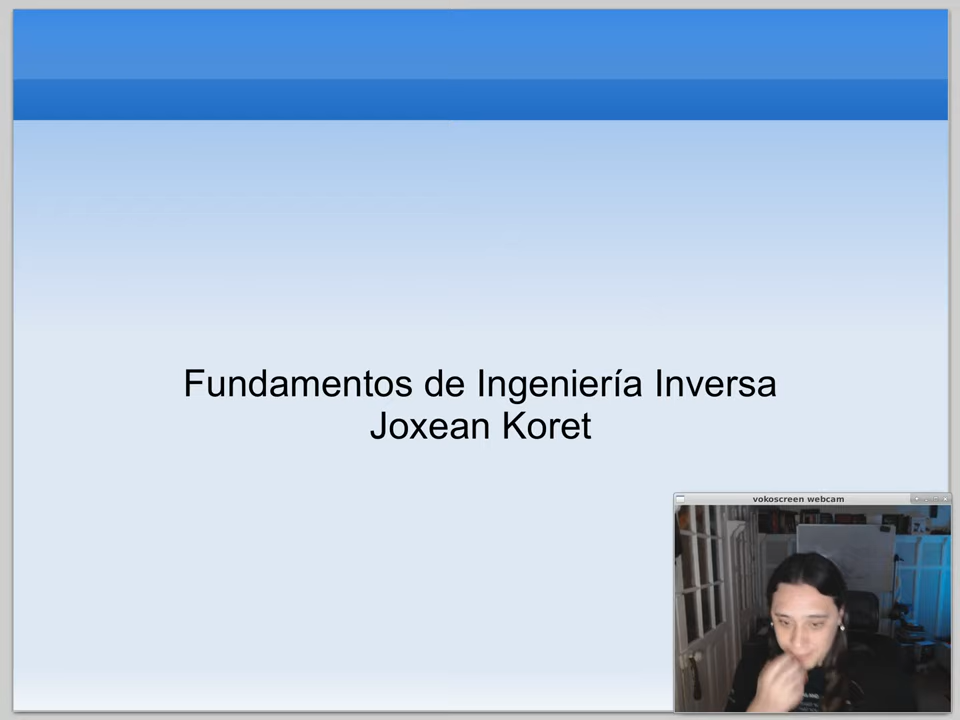 Fundamentos de Ingeniería Inversa
Joxean Koret
vokoscreen webcam